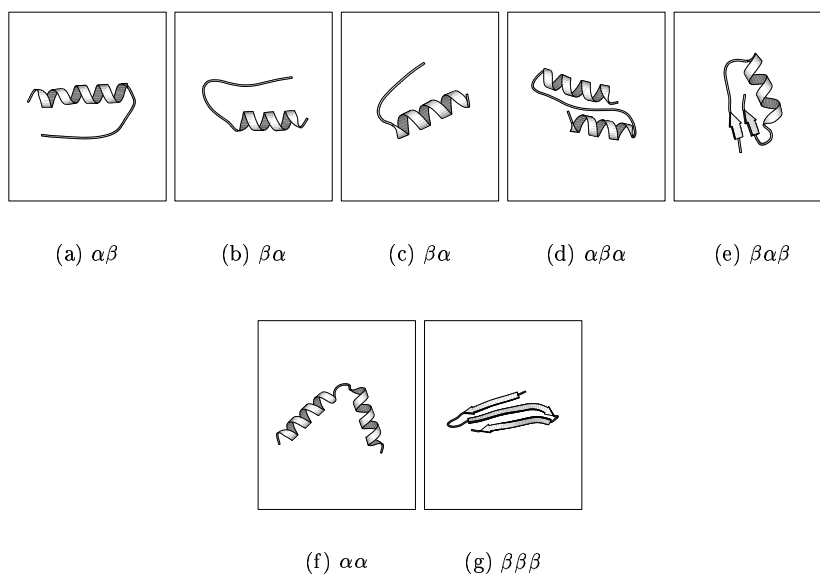 (a) αβ
(b) βα
(c) βα
(d) αβα
(e) βαβ
(f) αα
(g) βββ